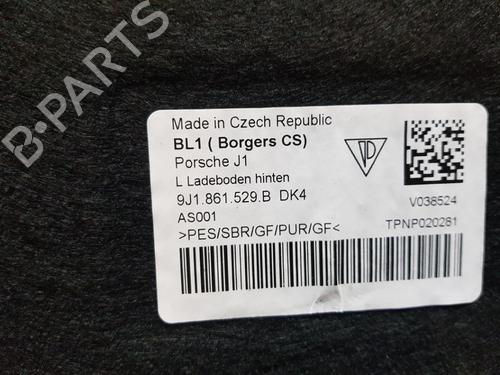 B-PARTS
Made in Czech Republic
BL1 ( Borgers CS)
Porsche J1
L Ladeboden hinten
9J1.861.529.B DK4
AS001
>PES/SBR/GF/PUR/GF<
V038524
TPNP020281